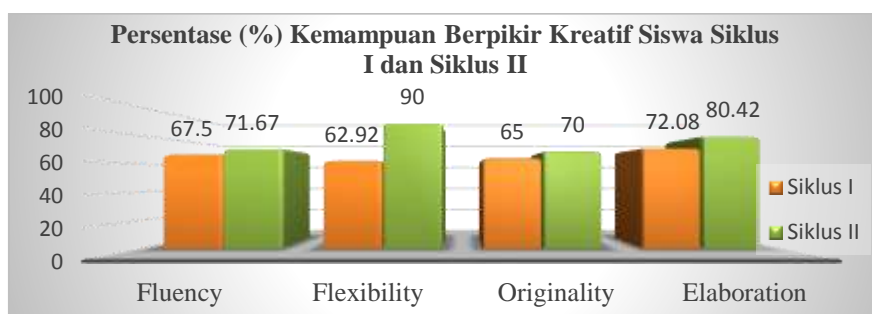 Persentase (%) Kemampuan Berpikir Kreatif Siswa Siklus
I dan Siklus II
100
80
60
40
20
0
67.5
71.67
62.92
90
65
70
72.08
80.42
Siklus I
Siklus II
Fluency
Flexibility
Originality
Elaboration